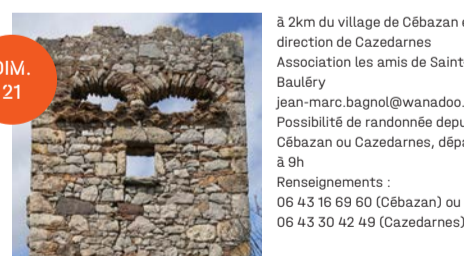 DIM.
21
à 2km du village de Cébazan e
direction de Cazedarnes
Association les amis de Saint
Bauléry
jean-marc.bagnol@wanadoo.
Possibilité de randonnée depu
Cébazan ou Cazedarnes, dépa
à 9h
Renseignements :
06 43 16 69 60 (Cébazan) ou
06 43 30 42 49 (Cazedarnes)